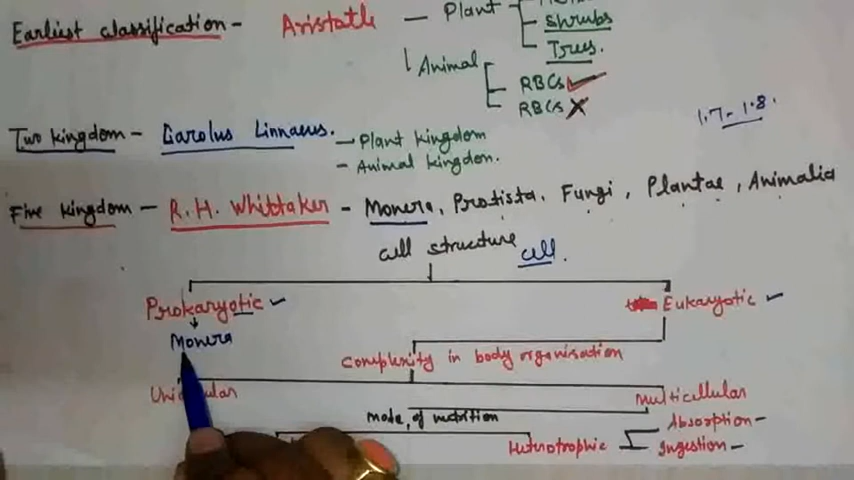 Earliest classification - Aristotle - Plant
Shrubs
Trees.
Animal
RBCs
RBCs
Two kingdom - Carolus Linnaeus. - Plant kingdom
- Animal kingdom.
1.7 - 1.8.
Five kingdom - R. H. Whittaker - Monera, Protista, Fungi, Plantae, Animalia
cell structure
cell.
Prokaryotic
Eukaryotic
Monera
Complexity in body organisation
Multicellular
Mode of nutrition
Absorption -
Heterotrophic
Ingestion -